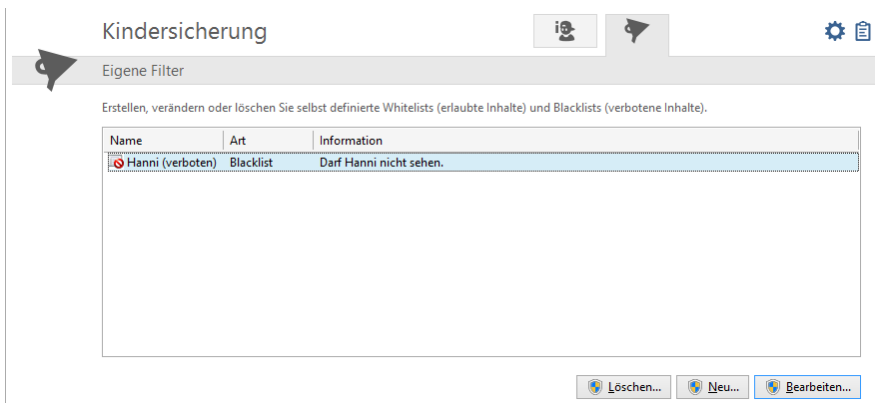 Kindersicherung
Eigene Filter
Erstellen, verändern oder löschen Sie selbst definierte Whitelists (erlaubte Inhalte) und Blacklists (verbotene Inhalte).
Name Art Information
Hanni (verboten) Blacklist Darf Hanni nicht sehen.
Löschen... Neu... Bearbeiten...